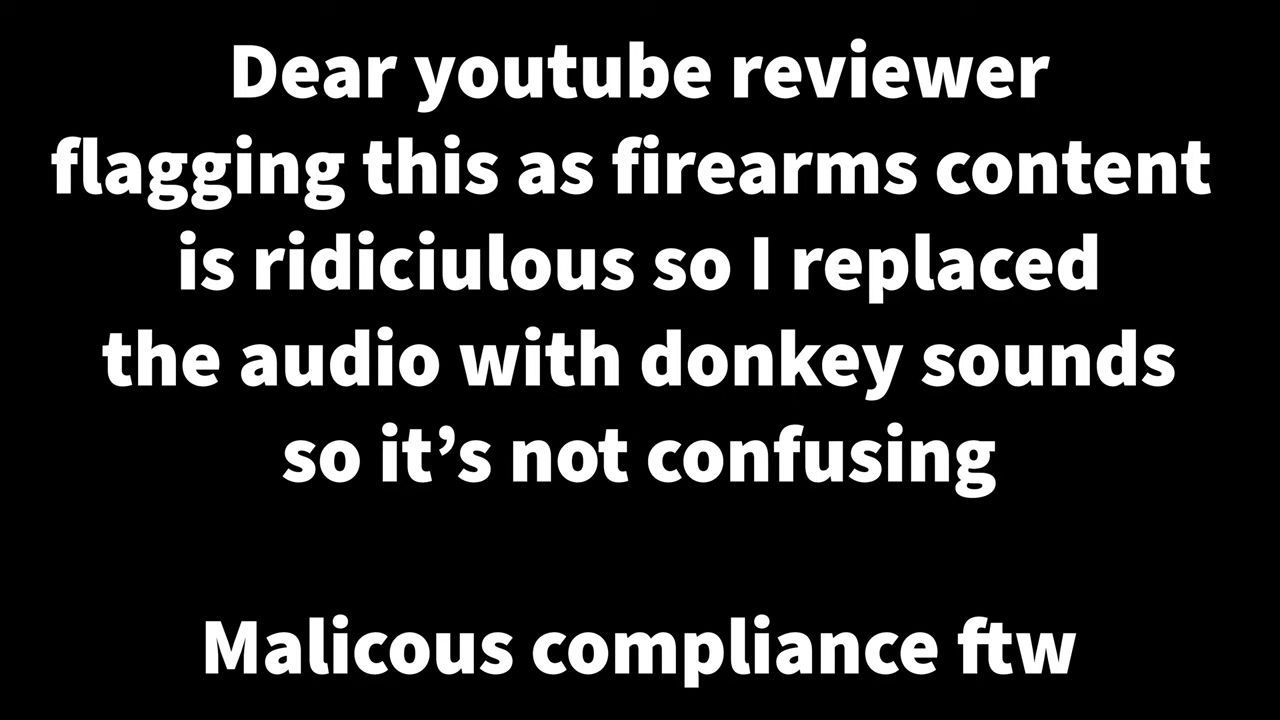 Dear youtube reviewer
flagging this as firearms content
is ridiciulous so I replaced
the audio with donkey sounds
so it’s not confusing
Malicous compliance ftw